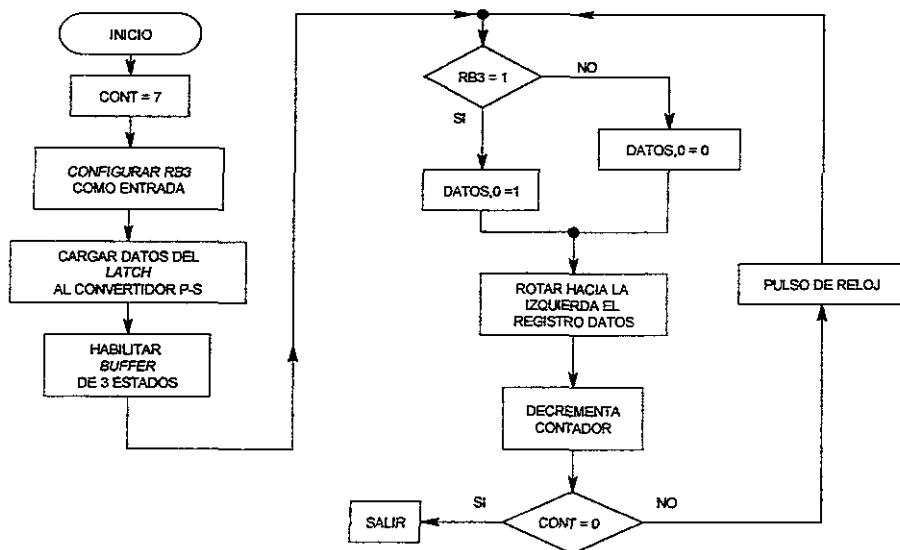 INICIO
CONT = 7
CONFIGURAR RB3
COMO ENTRADA
CARGAR DATOS DEL
LATCH
AL CONVERTIDOR P-S
HABILITAR
BUFFER
DE 3 ESTADOS
RB3 = 1
NO
SI
DATOS,0 = 0
DATOS,0 =1
ROTAR HACIA LA
IZQUIERDA EL
REGISTRO DATOS
PULSO DE RELOJ
DECREMENTA
CONTADOR
CONT = 0
SI
NO
SALIR